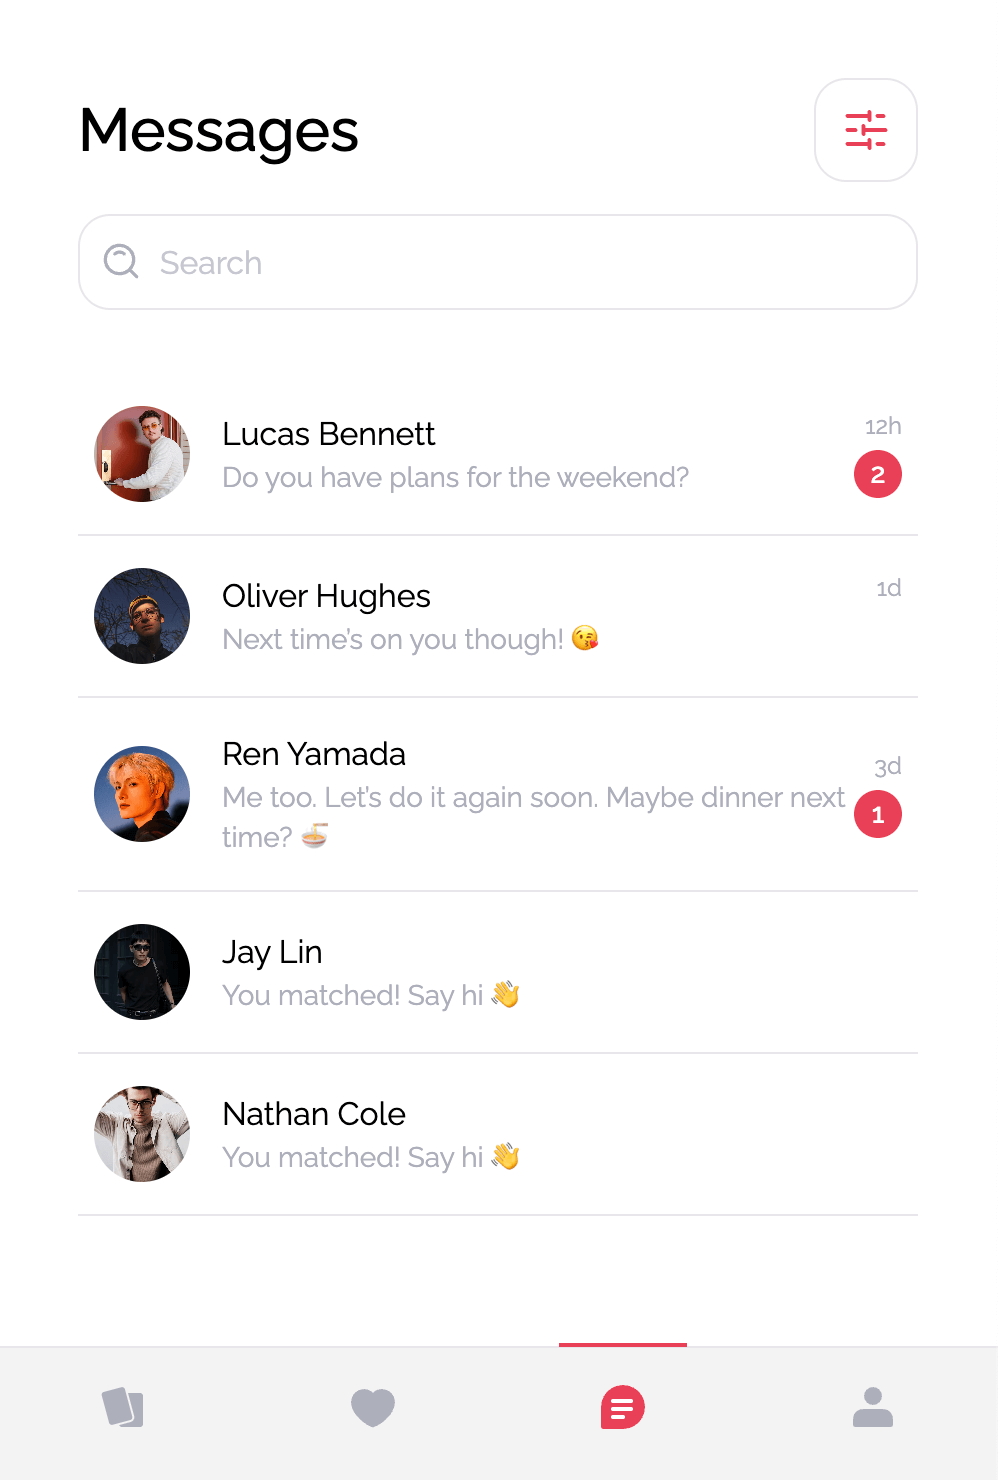 Messages
Search
Lucas Bennett
12h
Do you have plans for the weekend?
2
Oliver Hughes
1d
Next time’s on you though! 😘
Ren Yamada
3d
Me too. Let’s do it again soon. Maybe dinner next
1
time? 🍜
Jay Lin
You matched! Say hi 👋
Nathan Cole
You matched! Say hi 👋